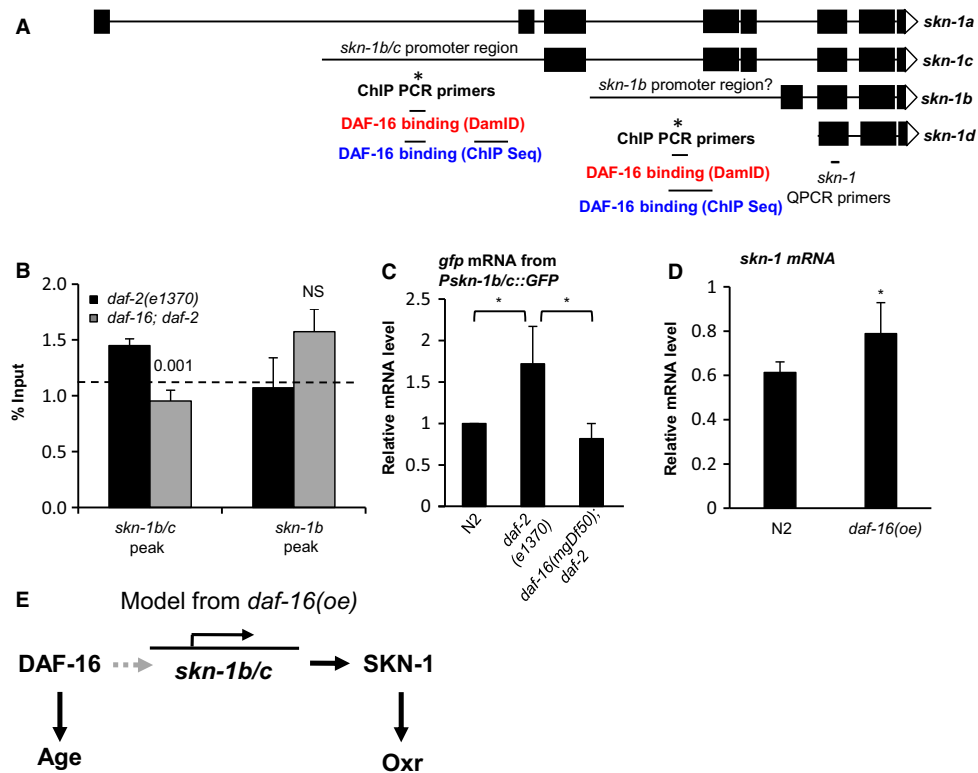 A
skn-1a
skn-1b/c promoter region
skn-1c
*
ChIP PCR primers
skn-1b promoter region?
skn-1b
DAF-16 binding (DamID)
*
ChIP PCR primers
skn-1d
DAF-16 binding (ChIP Seq)
DAF-16 binding (DamID)
skn-1
QPCR primers
DAF-16 binding (ChIP Seq)
B
daf-2(e1370)
daf-16; daf-2
NS
0.001
% Input
2.0
1.5
1.0
0.5
0.0
skn-1b/c
peak
skn-1b
peak
C
gfp mRNA from
Pskn-1b/c::GFP
Relative mRNA level
2.5
2
1.5
1
0.5
0
*
*
N2
daf-2
(e1370)
daf-16(mgDf50);
daf-2
D
skn-1 mRNA
Relative mRNA level
1
0.8
0.6
0.4
0.2
0
*
N2
daf-16(oe)
E
Model from daf-16(oe)
DAF-16
skn-1b/c
SKN-1
Age
Oxr